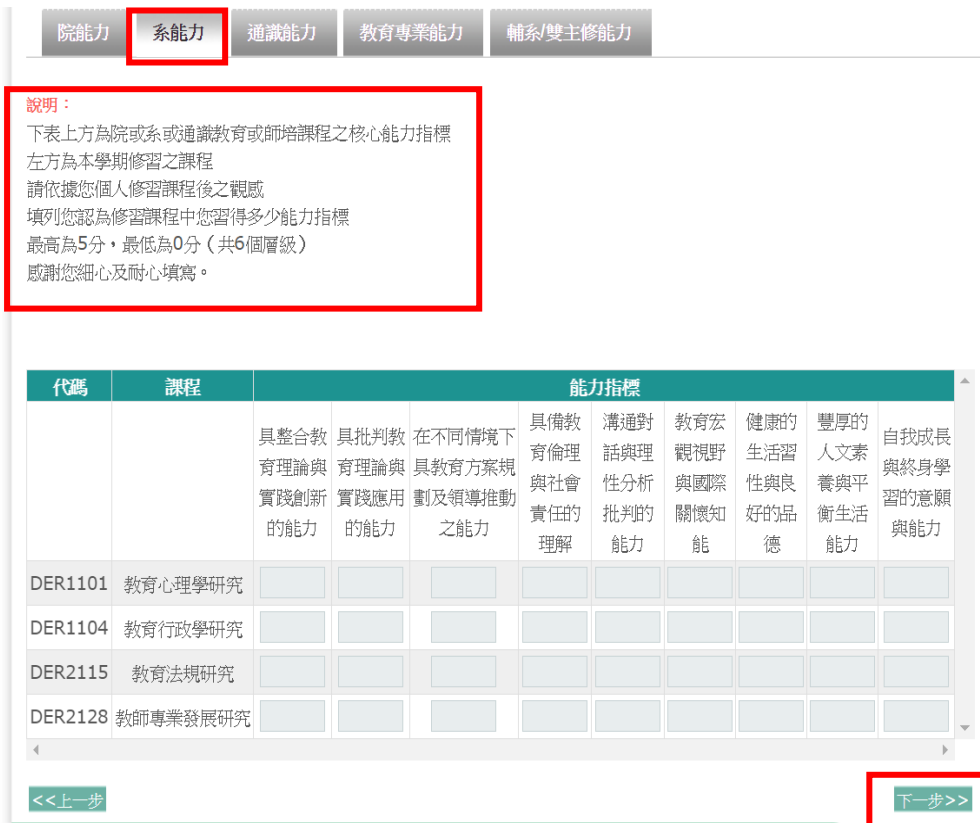 院能力 系能力 通識能力 教育專業能力 輔系/雙主修能力
說明：
下表上方為院或系或通識教育或師培課程之核心能力指標
左方為本學期修習之課程
請依據您個人修習課程後之觀感
填列您認為修習課程中您習得多少能力指標
最高為5分，最低為0分（共6個層級）
感謝您細心及耐心填寫。
代碼 課程 能力指標
具整合教
育理論與
實踐創新
的能力
具批判教
育理論與
實踐應用
的能力
在不同情境下
具教育方案規
劃及領導推動
之能力
具備教
育倫理
與社會
責任的
理解
溝通對
話與理
性分析
批判的
能力
教育宏
觀視野
與國際
關懷知
能
健康的
生活習
性與良
好的品
德
豐厚的
人文素
養與平
衡生活
能力
自我成長
與終身學
習的意願
與能力
DER1101 教育心理學研究
DER1104 教育行政學研究
DER2115 教育法規研究
DER2128 教師專業發展研究
<<上一步 下一步>>